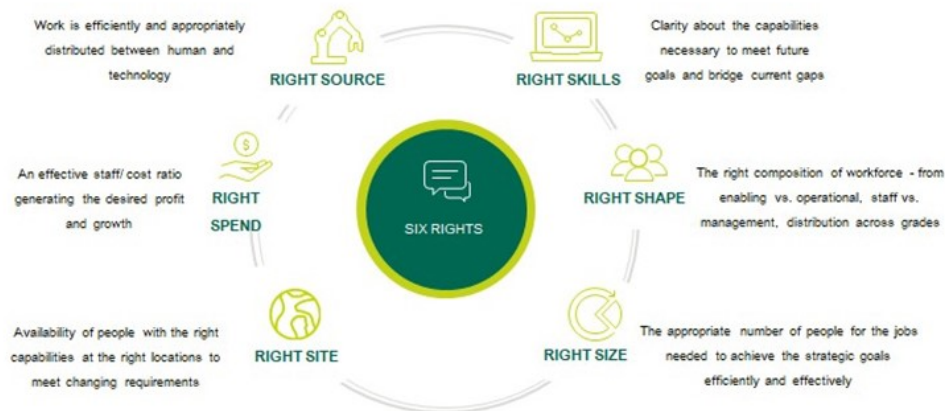 Work is efficiently and appropriately
distributed between human and
technology
RIGHT SOURCE
RIGHT SKILLS
Clarity about the capabilities
necessary to meet future
goals and bridge current gaps
An effective staff/ cost ratio
generating the desired profit
and growth
$
RIGHT
SPEND
SIX RIGHTS
RIGHT SHAPE
The right composition of workforce - from
enabling vs. operational, staff vs.
management, distribution across grades
Availability of people with the right
capabilities at the right locations to
meet changing requirements
RIGHT SITE
RIGHT SIZE
The appropriate number of people for the jobs
needed to achieve the strategic goals
efficiently and effectively